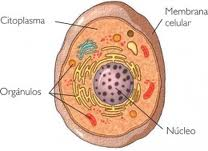 Citoplasma
Membrana
celular
Orgánulos
Núcleo